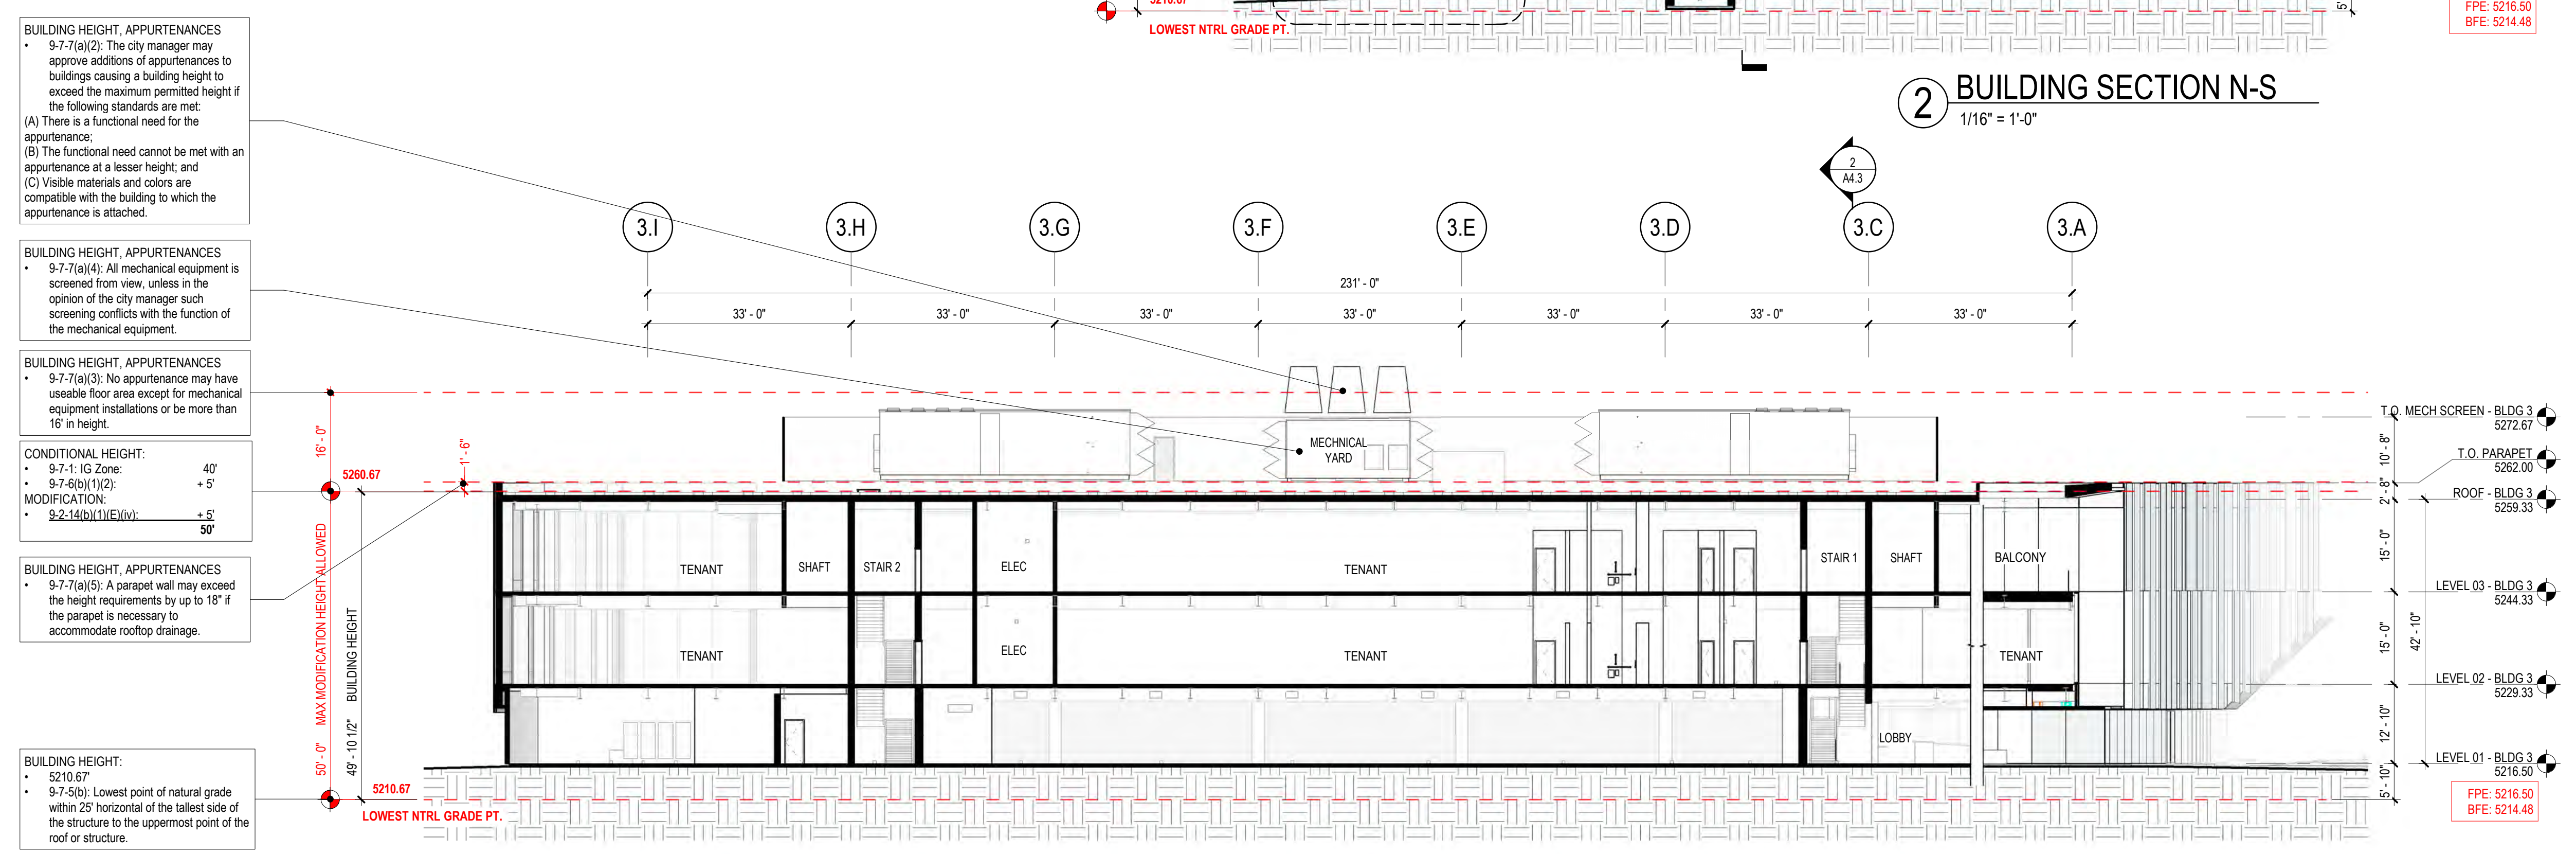 5210.67
LOWEST NTRL GRADE PT.
5'
FPE: 5216.50
BFE: 5214.48
2
BUILDING SECTION N-S
1/16" = 1'-0"
2
A4.3
BUILDING HEIGHT, APPURTENANCES
• 9-7-7(a)(2): The city manager may
approve additions of appurtenances to
buildings causing a building height to
exceed the maximum permitted height if
the following standards are met:
(A) There is a functional need for the
appurtenance;
(B) The functional need cannot be met with an
appurtenance at a lesser height; and
(C) Visible materials and colors are
compatible with the building to which the
appurtenance is attached.
BUILDING HEIGHT, APPURTENANCES
• 9-7-7(a)(4): All mechanical equipment is
screened from view, unless in the
opinion of the city manager such
screening conflicts with the function of
the mechanical equipment.
BUILDING HEIGHT, APPURTENANCES
• 9-7-7(a)(3): No appurtenance may have
useable floor area except for mechanical
equipment installations or be more than
16' in height.
CONDITIONAL HEIGHT:
• 9-7-1: IG Zone: 40'
• 9-7-6(b)(1)(2): + 5'
MODIFICATION:
• 9-2-14(b)(1)(E)(iv): + 5'
50'
BUILDING HEIGHT, APPURTENANCES
• 9-7-7(a)(5): A parapet wall may exceed
the height requirements by up to 18" if
the parapet is necessary to
accommodate rooftop drainage.
BUILDING HEIGHT:
• 5210.67'
• 9-7-5(b): Lowest point of natural grade
within 25' horizontal of the tallest side of
the structure to the uppermost point of the
roof or structure.
3.I 3.H 3.G 3.F 3.E 3.D 3.C 3.A
231' - 0"
33' - 0" 33' - 0" 33' - 0" 33' - 0" 33' - 0" 33' - 0" 33' - 0"
16' - 0"
1' - 6"
5260.67
50' - 0" MAX MODIFICATION HEIGHT ALLOWED
49' - 10 1/2" BUILDING HEIGHT
5210.67
LOWEST NTRL GRADE PT.
MECHNICAL
YARD
TENANT SHAFT STAIR 2 ELEC TENANT STAIR 1 SHAFT BALCONY
TENANT ELEC TENANT TENANT
LOBBY
T.O. MECH SCREEN - BLDG 3
5272.67
10' - 8"
T.O. PARAPET
5262.00
2' - 8"
ROOF - BLDG 3
5259.33
15' - 0"
LEVEL 03 - BLDG 3
5244.33
15' - 0"
42' - 10"
LEVEL 02 - BLDG 3
5229.33
12' - 10"
LEVEL 01 - BLDG 3
5216.50
5' - 10"
FPE: 5216.50
BFE: 5214.48